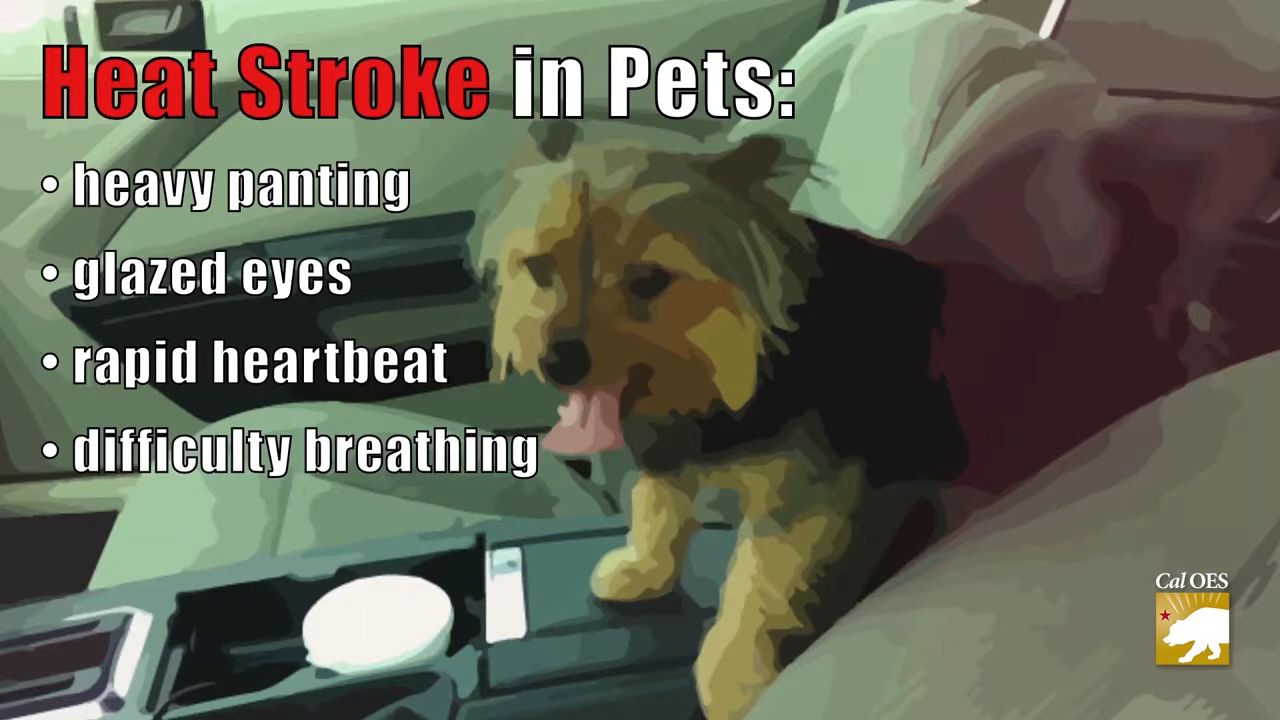 Heat Stroke in Pets:
• heavy panting
• glazed eyes
• rapid heartbeat
• difficulty breathing
Cal OES